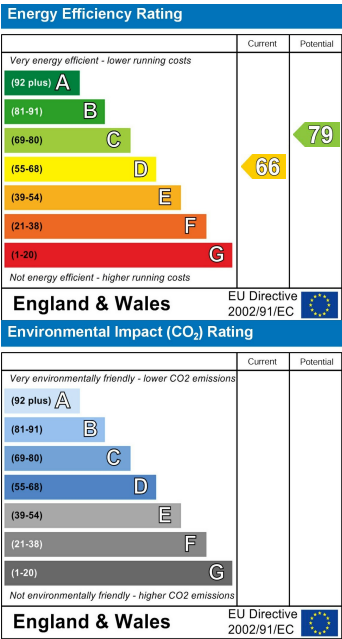 Energy Efficiency Rating
Current Potential
Very energy efficient - lower running costs
(92 plus) A
(81-91) B
(69-80) C
79
(55-68) D
66
(39-54) E
(21-38) F
(1-20) G
Not energy efficient - higher running costs
England & Wales
EU Directive
2002/91/EC
Environmental Impact (CO₂) Rating
Current Potential
Very environmentally friendly - lower CO2 emissions
(92 plus) A
(81-91) B
(69-80) C
(55-68) D
(39-54) E
(21-38) F
(1-20) G
Not environmentally friendly - higher CO2 emissions
England & Wales
EU Directive
2002/91/EC